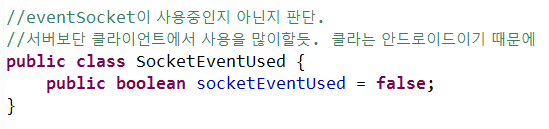 //eventSocket이 사용중인지 아닌지 판단.
//서버보단 클라이언트에서 사용을 많이할듯. 클라는 안드로이드이기 때문에
public class SocketEventUsed {
    public boolean socketEventUsed = false;
}